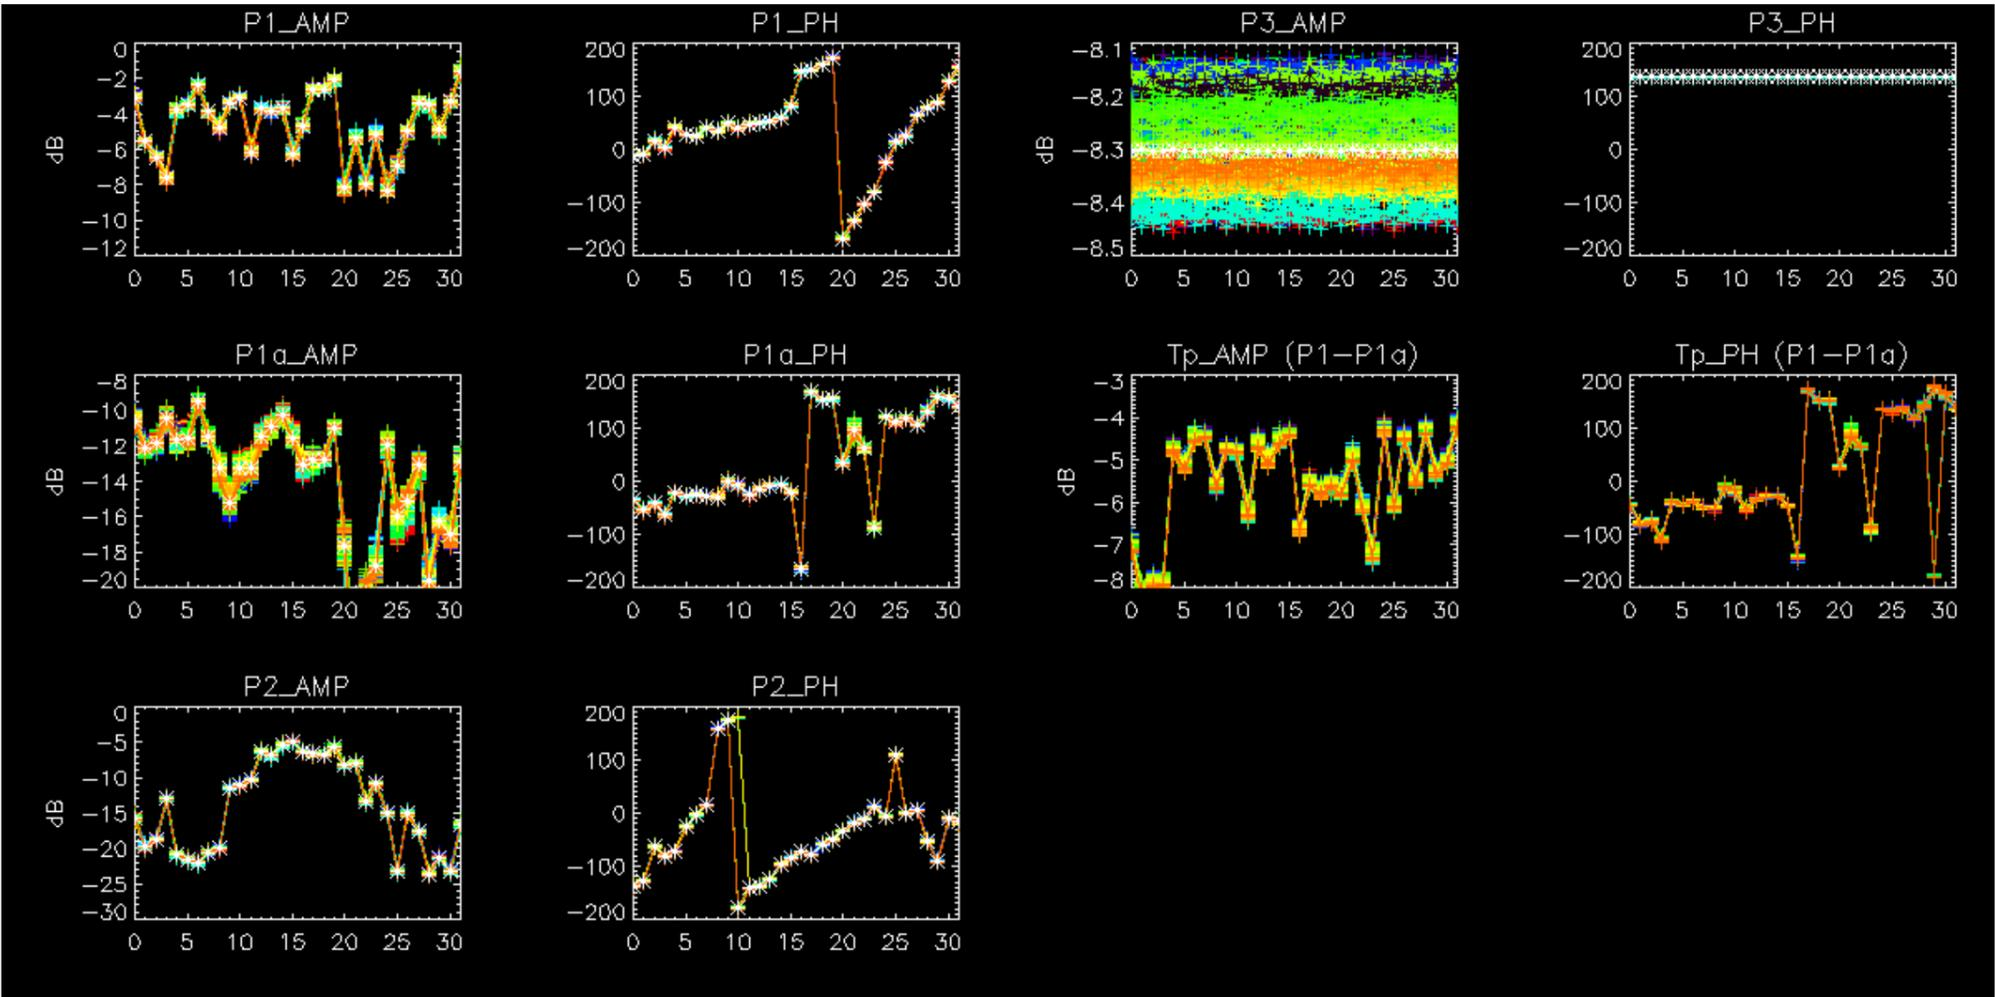 P1_AMP
dB
0
-2
-4
-6
-8
-10
-12
0 5 10 15 20 25 30
P1_PH
200
100
0
-100
-200
0 5 10 15 20 25 30
P3_AMP
dB
-8.1
-8.2
-8.3
-8.4
-8.5
0 5 10 15 20 25 30
P3_PH
200
100
0
-100
-200
0 5 10 15 20 25 30
P1a_AMP
dB
-8
-10
-12
-14
-16
-18
-20
0 5 10 15 20 25 30
P1a_PH
200
100
0
-100
-200
0 5 10 15 20 25 30
Tp_AMP (P1-P1a)
dB
-3
-4
-5
-6
-7
-8
0 5 10 15 20 25 30
Tp_PH (P1-P1a)
200
100
0
-100
-200
0 5 10 15 20 25 30
P2_AMP
dB
0
-5
-10
-15
-20
-25
-30
0 5 10 15 20 25 30
P2_PH
200
100
0
-100
-200
0 5 10 15 20 25 30